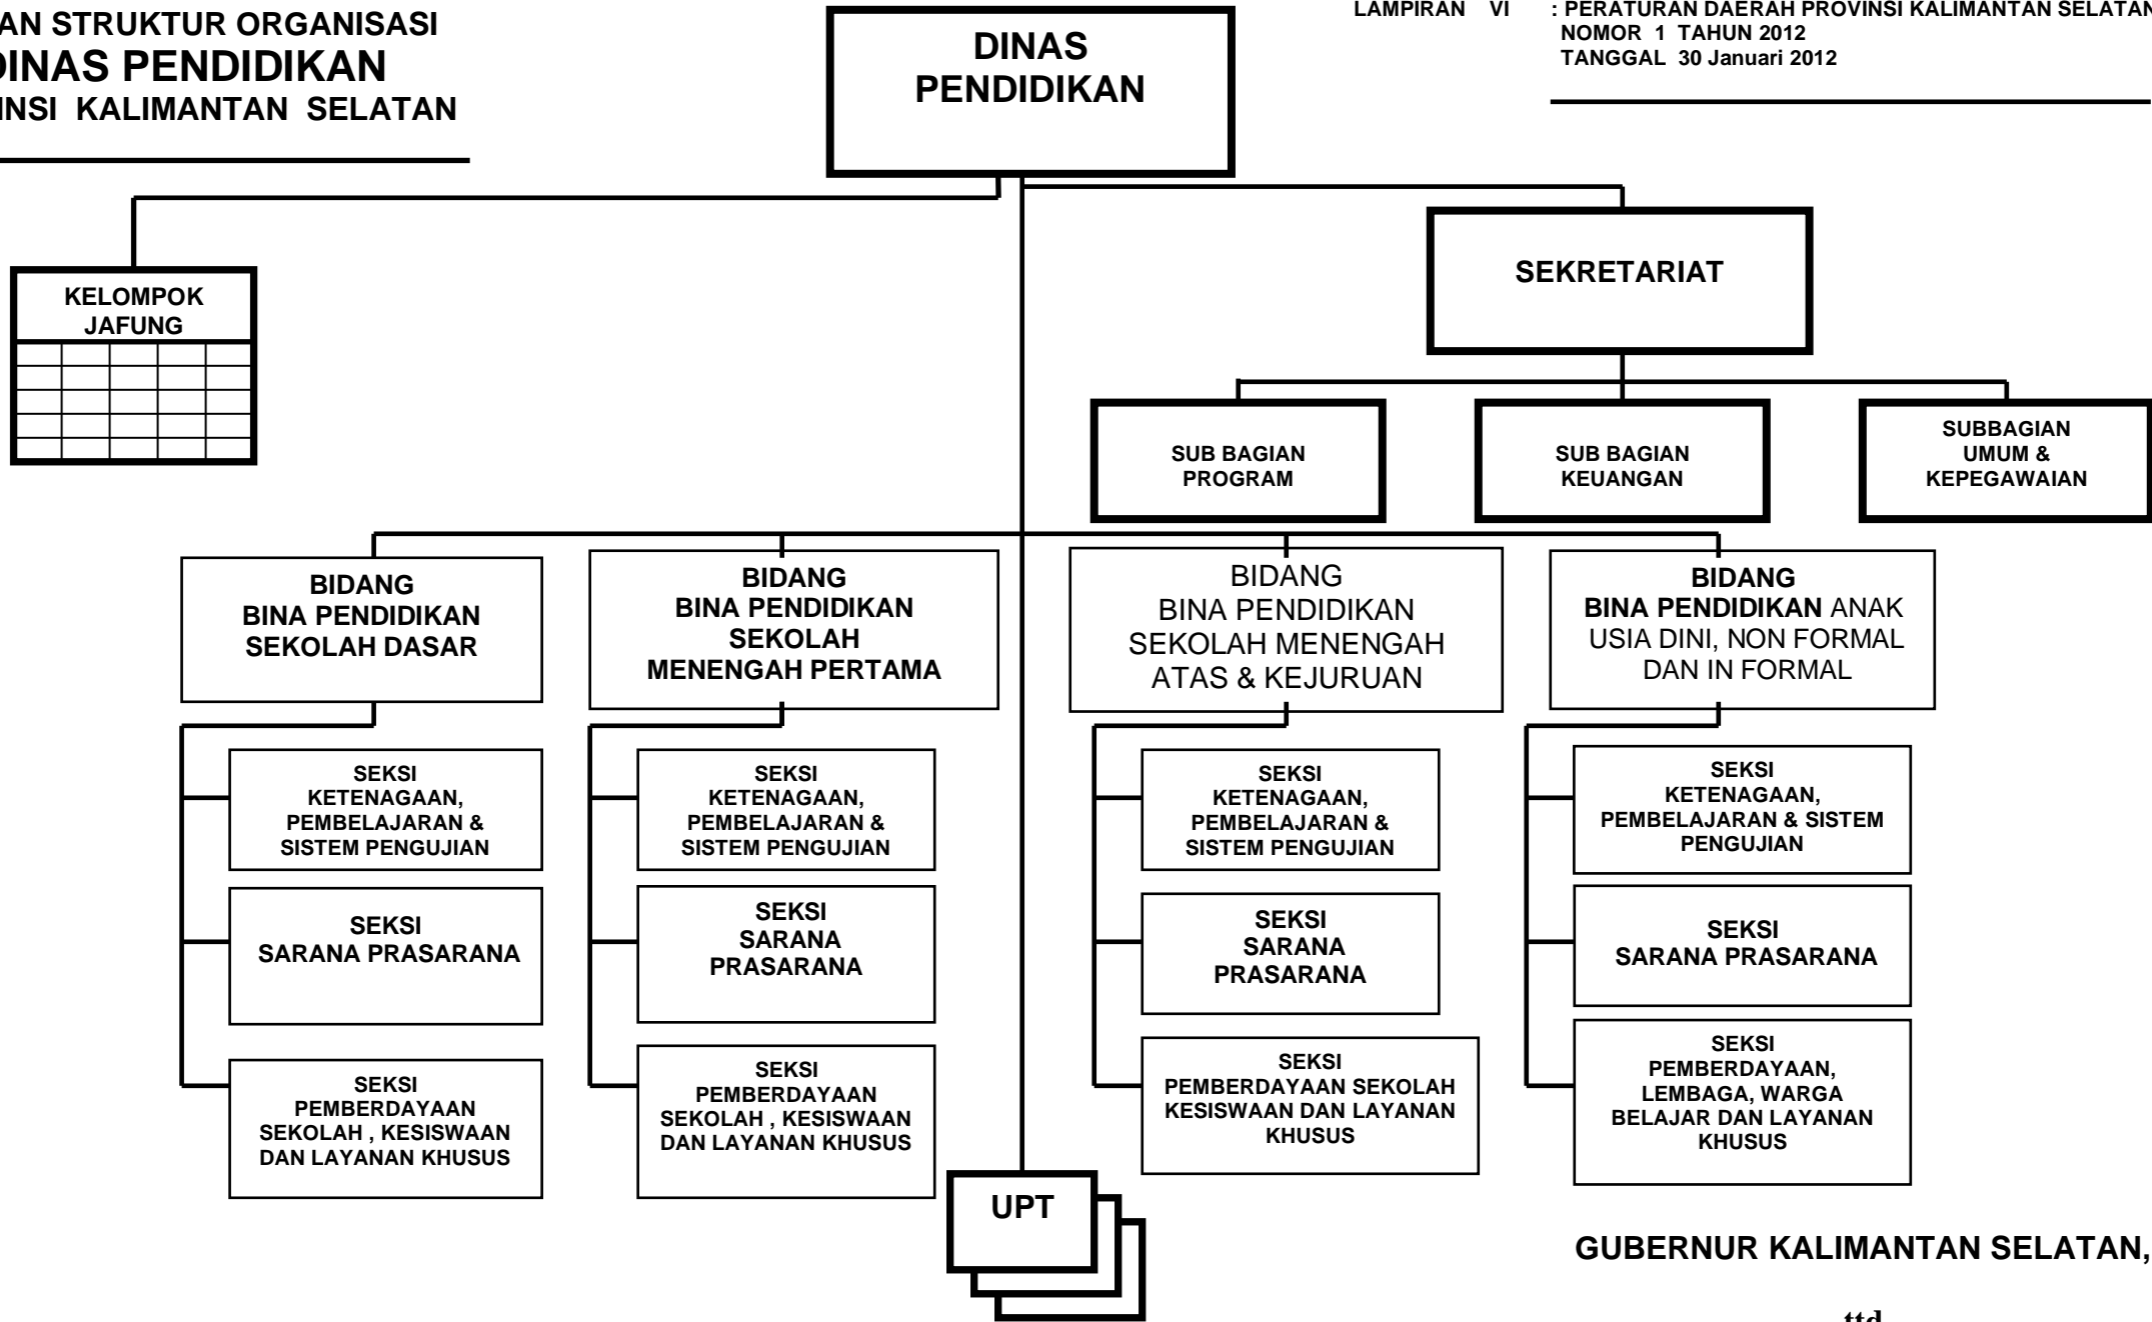 AN STRUKTUR ORGANISASI
DINAS PENDIDIKAN
INSI KALIMANTAN SELATAN
DINAS
PENDIDIKAN
LAMPIRAN VI : PERATURAN DAERAH PROVINSI KALIMANTAN SELATAN
NOMOR 1 TAHUN 2012
TANGGAL 30 Januari 2012
KELOMPOK
JAFUNG
SEKRETARIAT
SUB BAGIAN
PROGRAM
SUB BAGIAN
KEUANGAN
SUBBAGIAN
UMUM &
KEPEGAWAIAN
BIDANG
BINA PENDIDIKAN
SEKOLAH DASAR
BIDANG
BINA PENDIDIKAN
SEKOLAH
MENENGAH PERTAMA
BIDANG
BINA PENDIDIKAN
SEKOLAH MENENGAH
ATAS & KEJURUAN
BIDANG
BINA PENDIDIKAN ANAK
USIA DINI, NON FORMAL
DAN IN FORMAL
SEKSI
KETENAGAAN,
PEMBELAJARAN &
SISTEM PENGUJIAN
SEKSI
KETENAGAAN,
PEMBELAJARAN &
SISTEM PENGUJIAN
SEKSI
KETENAGAAN,
PEMBELAJARAN &
SISTEM PENGUJIAN
SEKSI
KETENAGAAN,
PEMBELAJARAN & SISTEM
PENGUJIAN
SEKSI
SARANA PRASARANA
SEKSI
SARANA
PRASARANA
SEKSI
SARANA
PRASARANA
SEKSI
SARANA PRASARANA
SEKSI
PEMBERDAYAAN
SEKOLAH , KESISWAAN
DAN LAYANAN KHUSUS
SEKSI
PEMBERDAYAAN
SEKOLAH , KESISWAAN
DAN LAYANAN KHUSUS
SEKSI
PEMBERDAYAAN SEKOLAH
KESISWAAN DAN LAYANAN
KHUSUS
SEKSI
PEMBERDAYAAN,
LEMBAGA, WARGA
BELAJAR DAN LAYANAN
KHUSUS
UPT
GUBERNUR KALIMANTAN SELATAN,
ttd